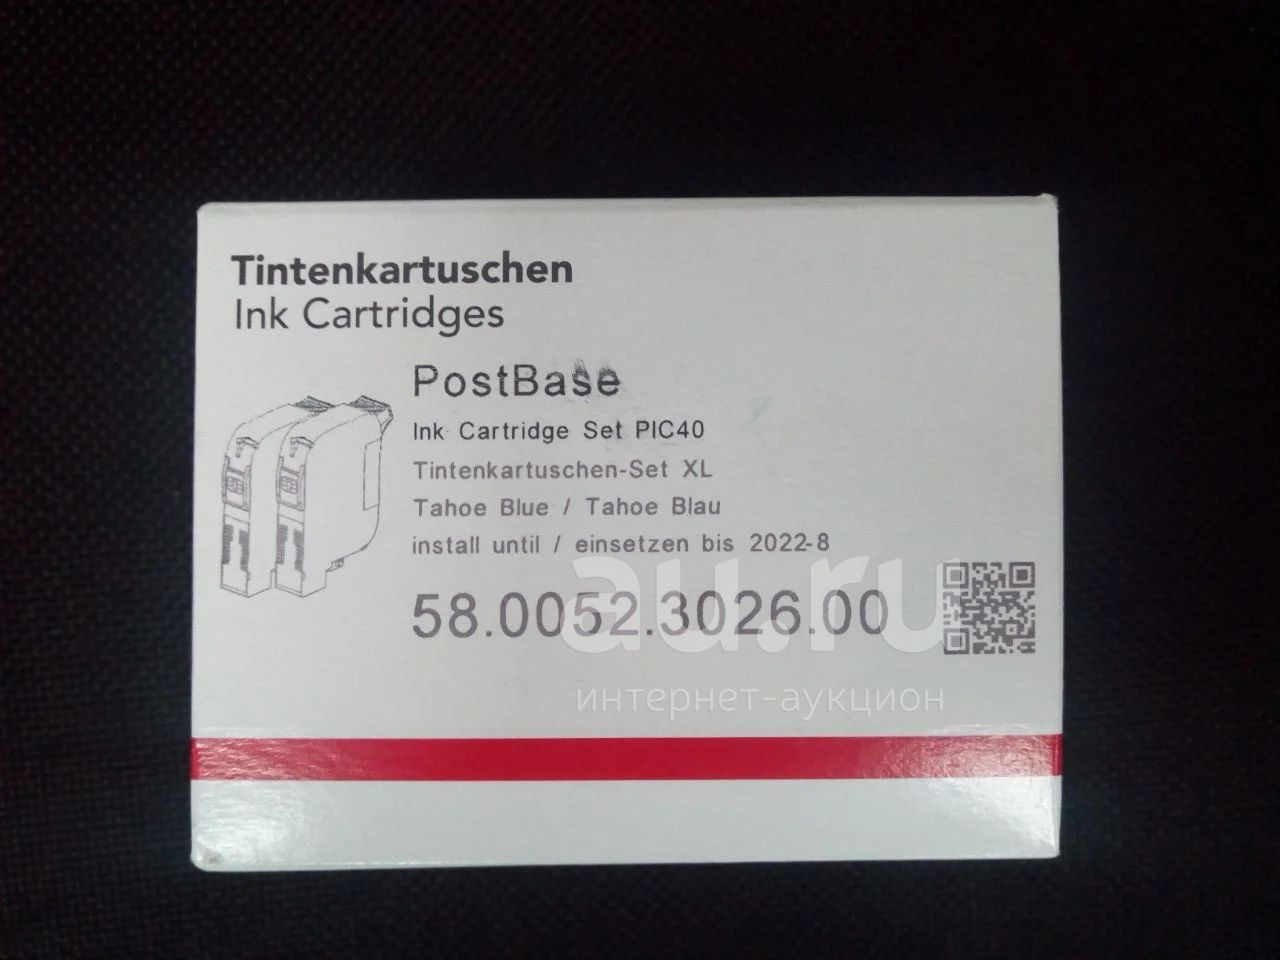 Tintenkartuschen
Ink Cartridges
PostBase
Ink Cartridge Set PIC40
Tintenkartuschen-Set XL
Tahoe Blue / Tahoe Blau
install until / einsetzen bis 2022-8
58.0052.3026.00
au.ru
интернет-аукцион